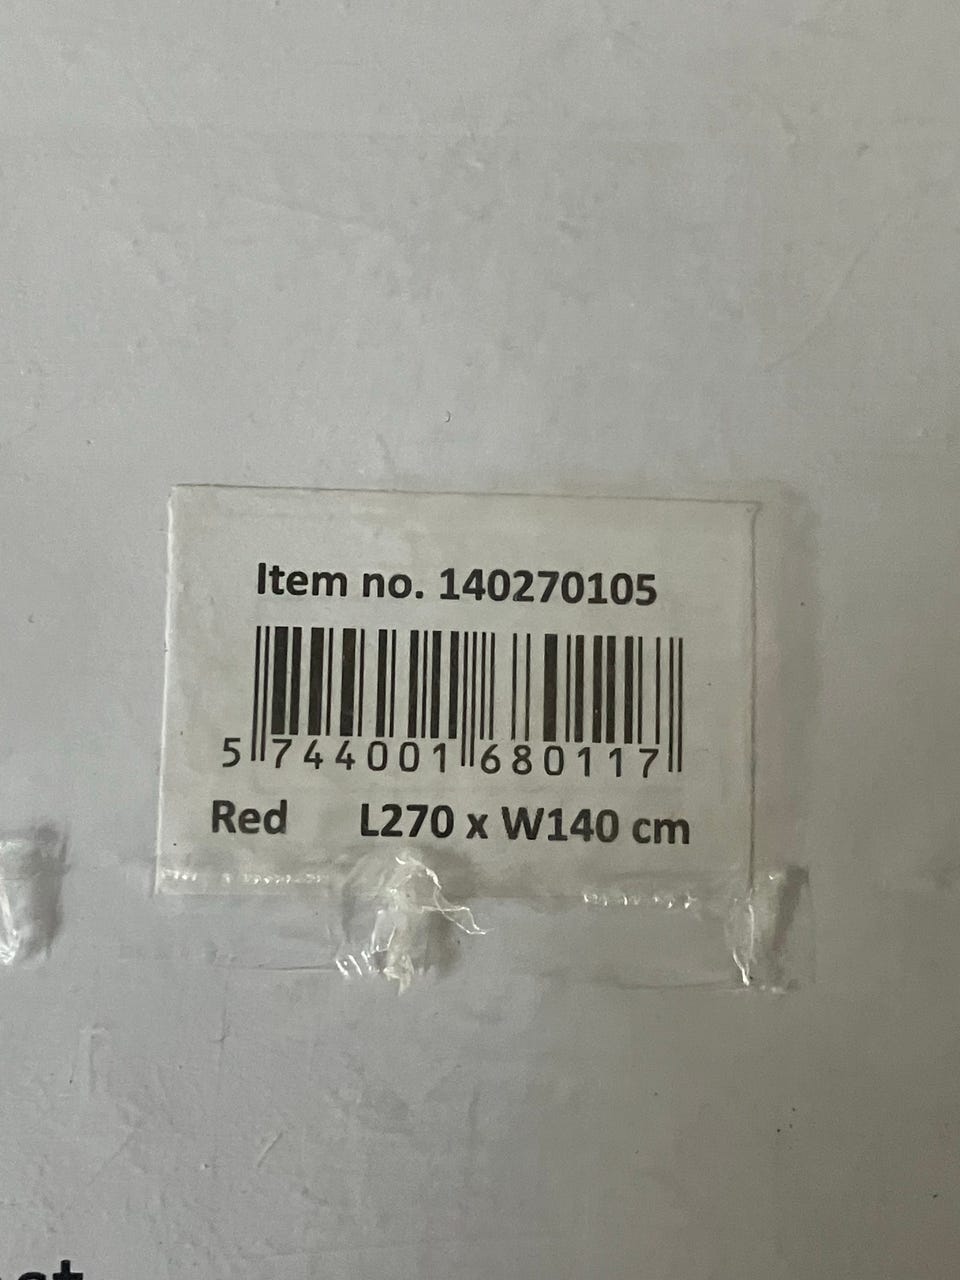 Item no. 140270105
5 744001 680117
Red L270 x W140 cm